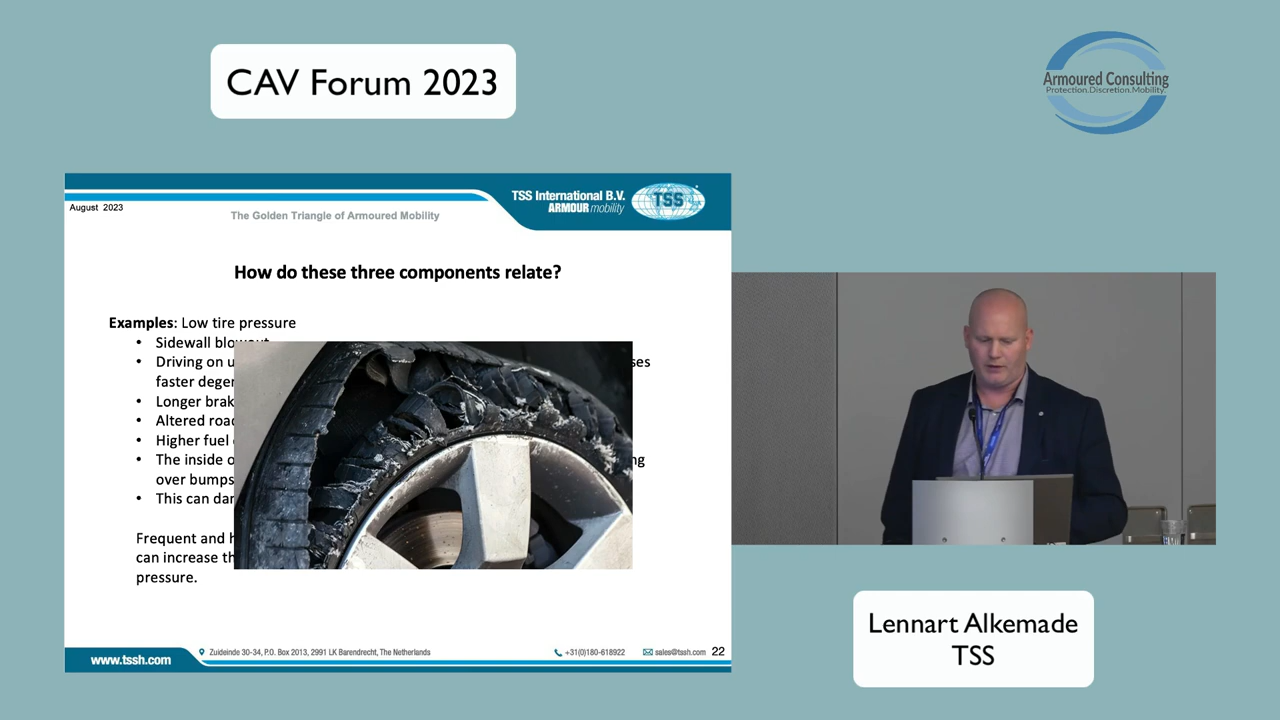 CAV Forum 2023
Armoured Consulting
Protection.Discretion.Mobility.
August 2023
The Golden Triangle of Armoured Mobility
TSS International B.V.
ARMOUR mobility
TSS
How do these three components relate?
Examples: Low tire pressure
• Sidewall blowout
• Driving on u ses
faster deger
• Longer brak
• Altered road
• Higher fuel
• The inside o ng
over bumps
• This can dar
Frequent and h
can increase th
pressure.
www.tssh.com
Zuideinde 30-34, P.O. Box 2013, 2991 LK Barendrecht, The Netherlands
+31(0)180-618922
sales@tssh.com
22
Lennart Alkemade
TSS